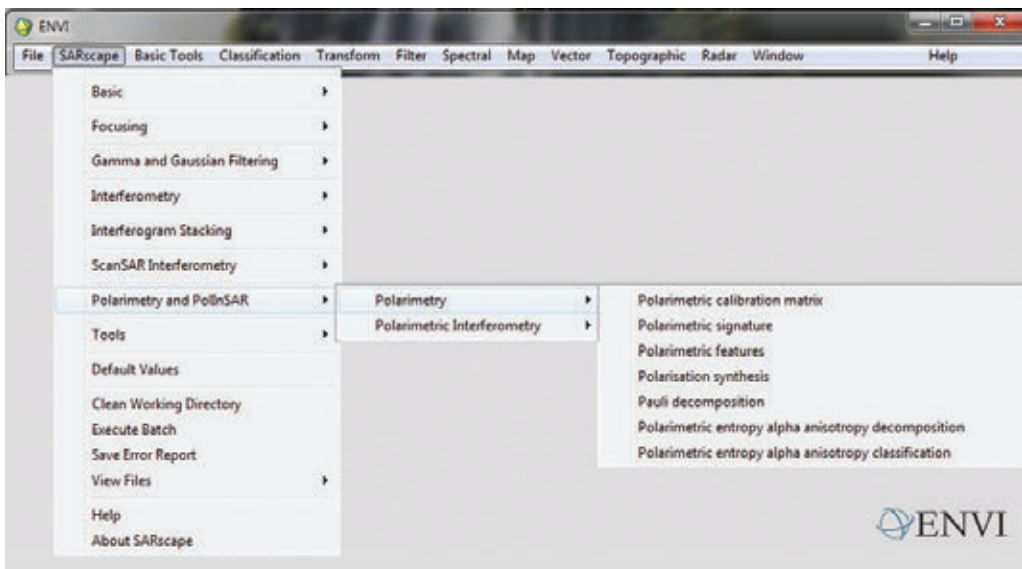 ENVI
File SARscape Basic Tools Classification Transform Filter Spectral Map Vector Topographic Radar Window Help
Basic
Focusing
Gamma and Gaussian Filtering
Interferometry
Interferogram Stacking
ScanSAR Interferometry
Polarimetry and PolInSAR
Tools
Default Values
Clean Working Directory
Execute Batch
Save Error Report
View Files
Help
About SARscape
Polarimetry
Polarimetric Interferometry
Polarimetric calibration matrix
Polarimetric signature
Polarimetric features
Polarisation synthesis
Pauli decomposition
Polarimetric entropy alpha anisotropy decomposition
Polarimetric entropy alpha anisotropy classification
ENVI